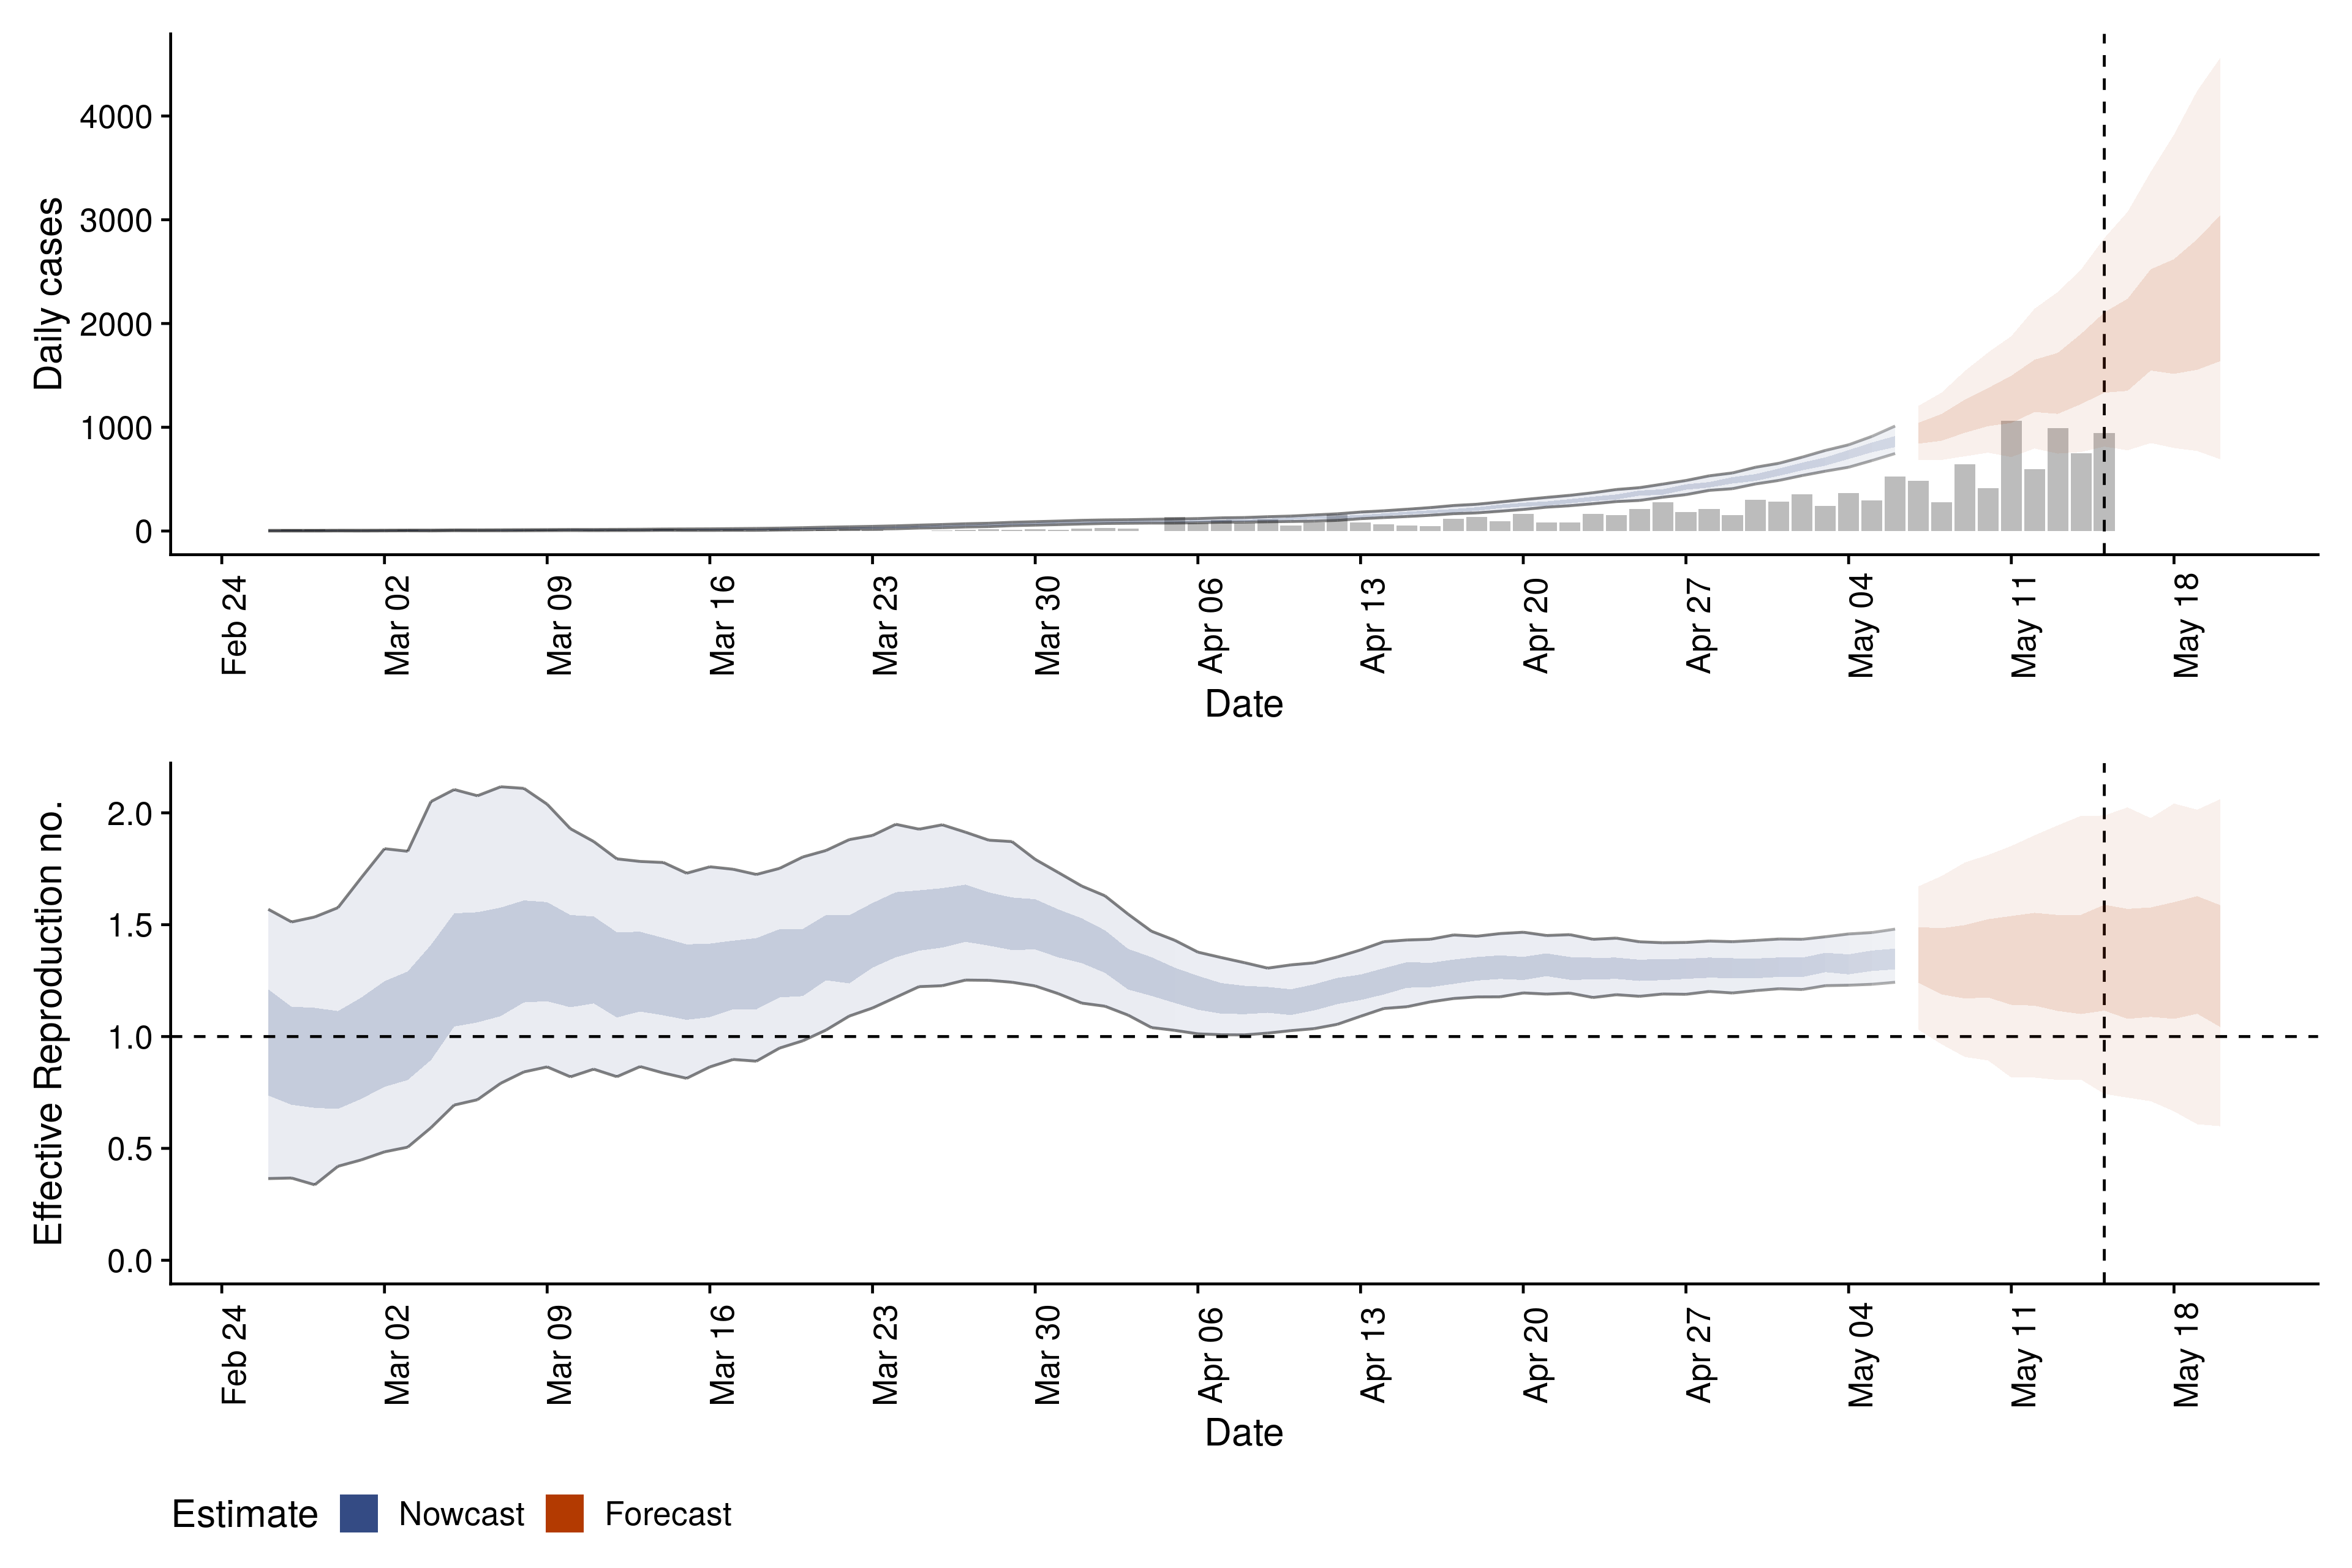 Daily cases
4000
3000
2000
1000
0
Feb 24
Mar 02
Mar 09
Mar 16
Mar 23
Mar 30
Apr 06
Apr 13
Apr 20
Apr 27
May 04
May 11
May 18
Date
Effective Reproduction no.
2.0
1.5
1.0
0.5
0.0
Feb 24
Mar 02
Mar 09
Mar 16
Mar 23
Mar 30
Apr 06
Apr 13
Apr 20
Apr 27
May 04
May 11
May 18
Date
Estimate Nowcast Forecast